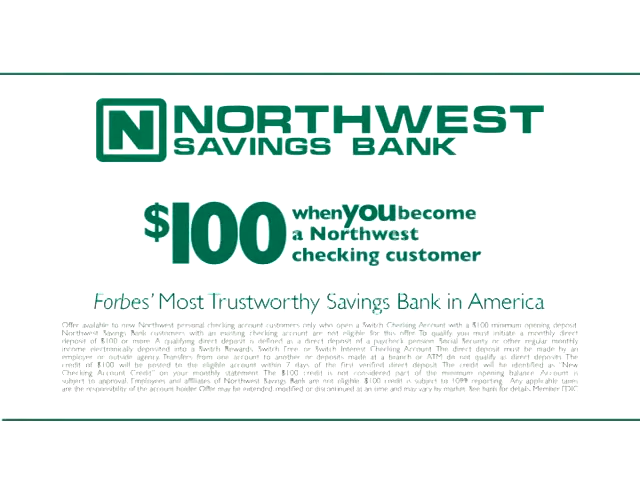 N NORTHWEST
SAVINGS BANK
$100 when YOU become
a Northwest
checking customer
Forbes' Most Trustworthy Savings Bank in America
Offer available to new Northwest personal checking account customers only who open a Switch Checking Account with a $100 minimum opening deposit.
Northwest Savings Bank customers with an existing checking account are not eligible for this offer. To qualify you must initiate a monthly direct
deposit of $100 or more. A qualifying direct deposit is defined as a direct deposit of a paycheck, pension, Social Security or other regular monthly
income electronically deposited into a Switch Rewards, Switch Free or Switch Interest Checking Account. The direct deposit must be made by an
employer or outside agency. Transfers from one account to another or deposits made at a branch or ATM do not qualify as direct deposits. The
credit of $100 will be posted to the eligible account within 7 days of the first verified direct deposit. The credit will be identified as "New
Checking Account Credit" on your monthly statement. The $100 credit is not considered part of the minimum opening balance. Account is
subject to approval. Employees and affiliates of Northwest Savings Bank are not eligible. $100 credit is subject to 1099 reporting. Any applicable taxes
are the responsibility of the account holder. Offer may be extended, modified or discontinued at any time and may vary by market. See bank for details. Member FDIC